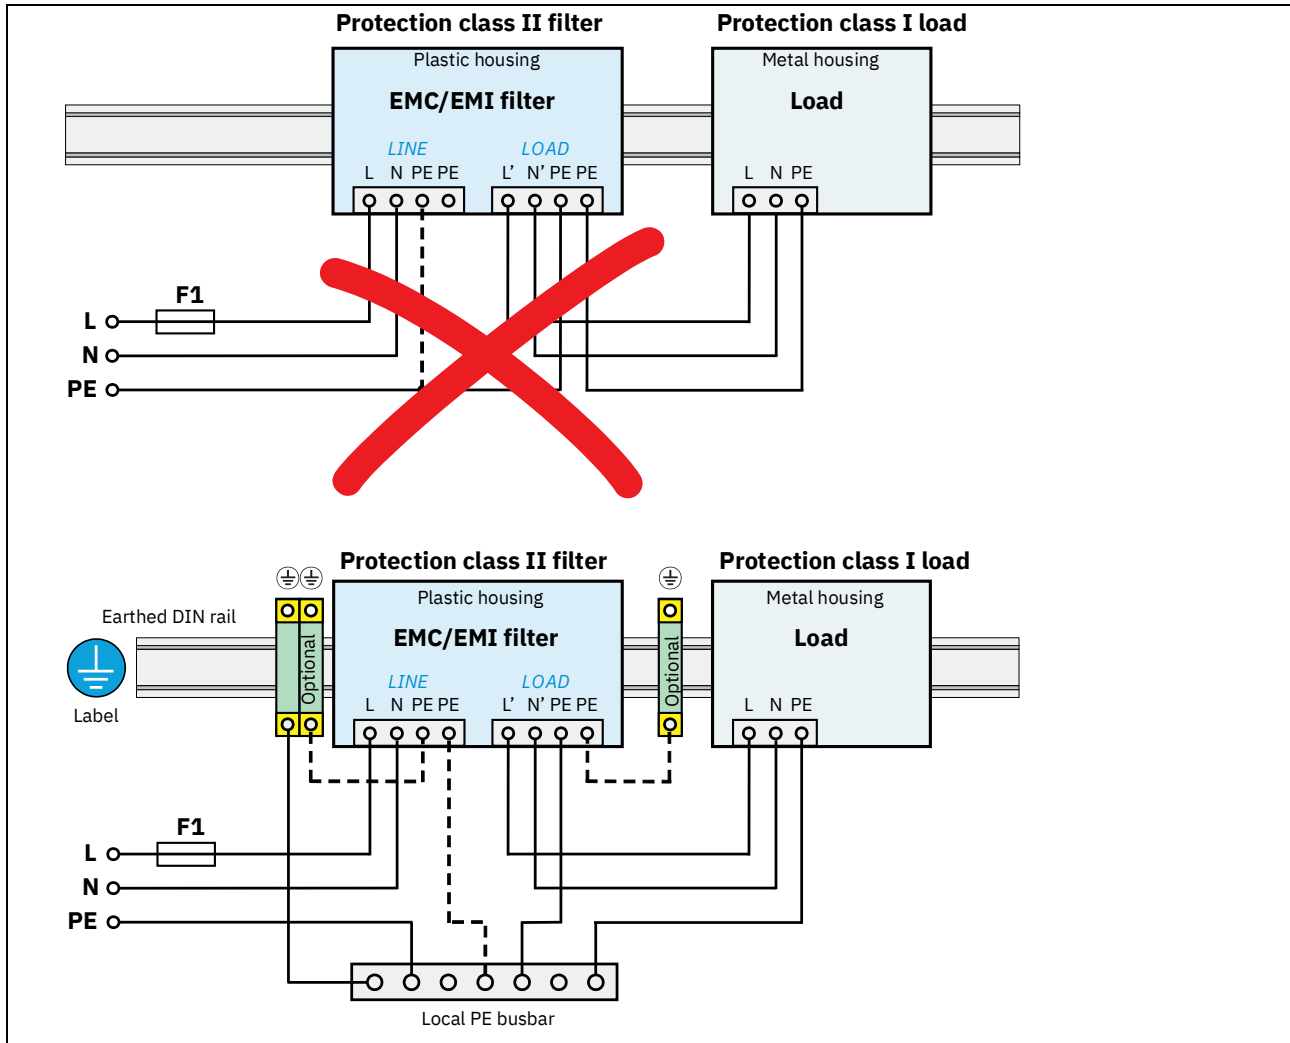 Protection class II filter Protection class I load
Plastic housing Metal housing
EMC/EMI filter Load
LINE LOAD
L N PE PE L’ N’ PE PE L N PE
F1
L
N
PE
Protection class II filter Protection class I load
Plastic housing Metal housing
Earthed DIN rail
EMC/EMI filter Load
Optional Optional
LINE LOAD
L N PE PE L’ N’ PE PE L N PE
Label
F1
L
N
PE
Local PE busbar